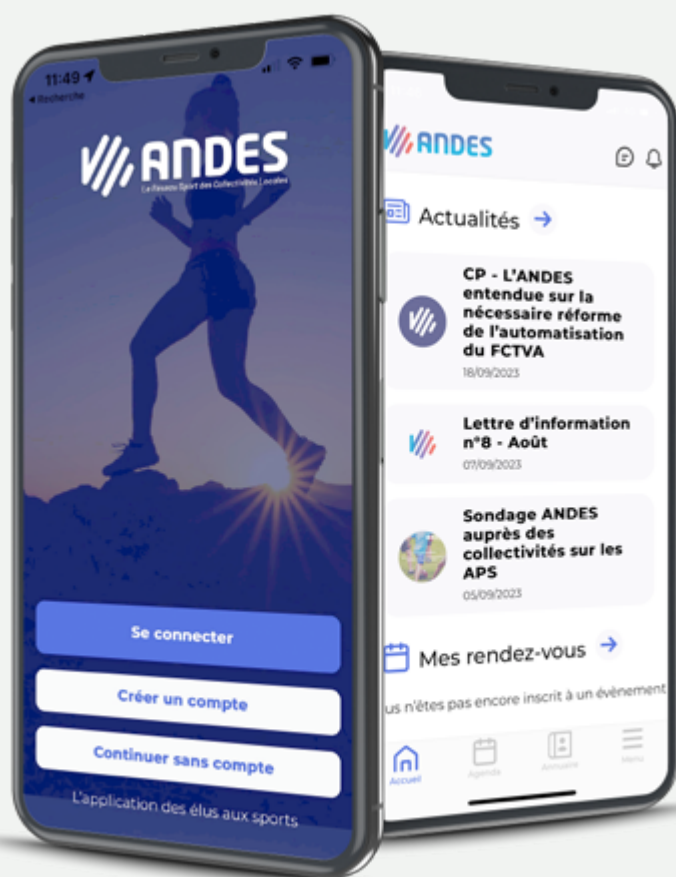 11:49
Recherche
ANDES
Le Réseau Sport des Collectivités Locales
Se connecter
Créer un compte
Continuer sans compte
L'application des élus aux sports
ANDES
Actualités
CP - L'ANDES
entendue sur la
nécessaire réforme
de l'automatisation
du FCTVA
18/09/2023
Lettre d'information
n°8 - Août
07/09/2023
Sondage ANDES
auprès des
collectivités sur les
APS
05/09/2023
Mes rendez-vous
us n'êtes pas encore inscrit à un évènement
Accueil
Agenda
Annuaire
Menu